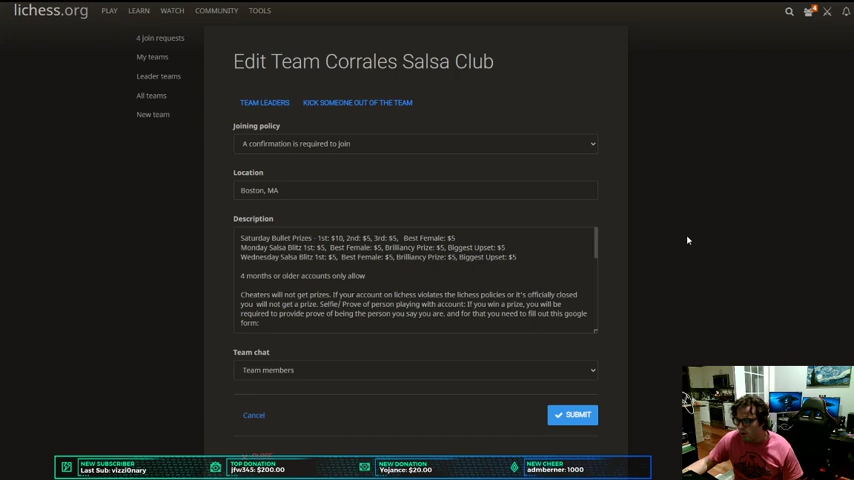 lichess.org PLAY LEARN WATCH COMMUNITY TOOLS 4
4 join requests
My teams
Leader teams
All teams
New team
Edit Team Corrales Salsa Club
TEAM LEADERS KICK SOMEONE OUT OF THE TEAM
Joining policy
A confirmation is required to join
Location
Boston, MA
Description
Saturday Bullet Prizes - 1st: $10, 2nd: $5, 3rd: $5, Best Female: $5
Monday Salsa Blitz 1st: $5, Best Female: $5, Brilliancy Prize: $5, Biggest Upset: $5
Wednesday Salsa Blitz 1st: $5, Best Female: $5, Brilliancy Prize: $5, Biggest Upset: $5
4 months or older accounts only allow
Cheaters will not get prizes. If your account on lichess violates the lichess policies or it's officially closed
you will not get a prize. Selfie/ Prove of person playing with account: If you win a prize, you will be
required to provide prove of being the person you say you are. and for that you need to fill out this google
form:
Team chat
Team members
Cancel
SUBMIT
NEW SUBSCRIBER
Last Sub: vizzi0nary
TOP DONATION
jfw345: $200.00
NEW DONATION
Yojance: $20.00
NEW CHEER
admberner: 1000